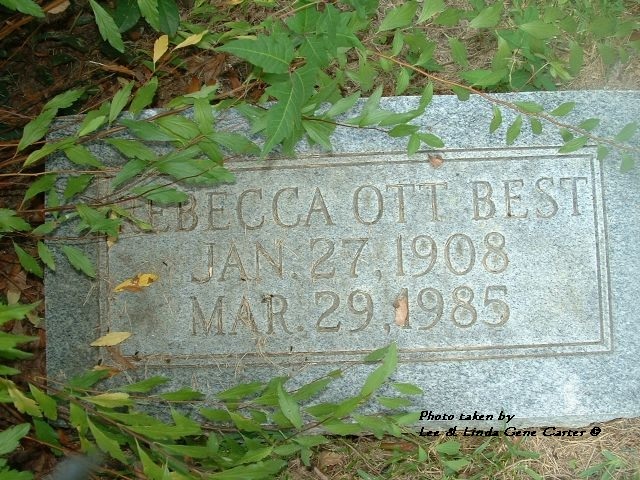 REBECCA OTT BEST
JAN. 27, 1908
MAR. 29, 1985
Photo taken by
Lee & Linda Gene Carter ©